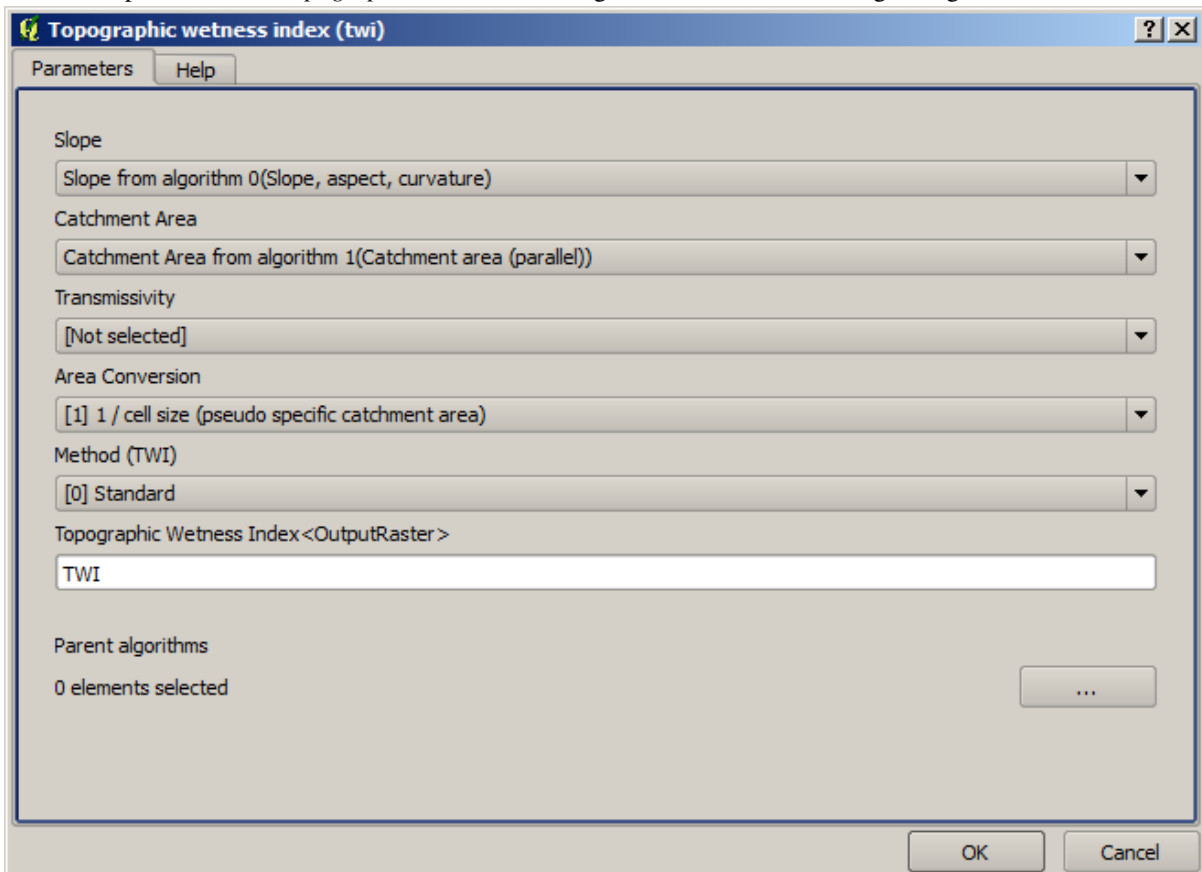 Topographic wetness index (twi)
Parameters Help
Slope
Slope from algorithm 0(Slope, aspect, curvature)
Catchment Area
Catchment Area from algorithm 1(Catchment area (parallel))
Transmissivity
[Not selected]
Area Conversion
[1] 1 / cell size (pseudo specific catchment area)
Method (TWI)
[0] Standard
Topographic Wetness Index<OutputRaster>
TWI
Parent algorithms
0 elements selected ...
OK Cancel